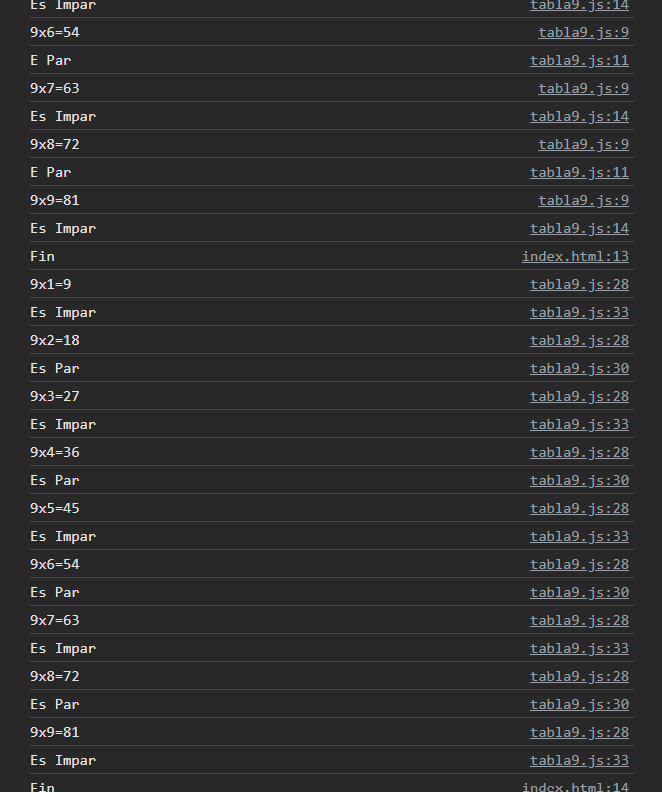 Es Impar tabla9.js:14
9x6=54 tabla9.js:9
E Par tabla9.js:11
9x7=63 tabla9.js:9
Es Impar tabla9.js:14
9x8=72 tabla9.js:9
E Par tabla9.js:11
9x9=81 tabla9.js:9
Es Impar tabla9.js:14
Fin index.html:13
9x1=9 tabla9.js:28
Es Impar tabla9.js:33
9x2=18 tabla9.js:28
Es Par tabla9.js:30
9x3=27 tabla9.js:28
Es Impar tabla9.js:33
9x4=36 tabla9.js:28
Es Par tabla9.js:30
9x5=45 tabla9.js:28
Es Impar tabla9.js:33
9x6=54 tabla9.js:28
Es Par tabla9.js:30
9x7=63 tabla9.js:28
Es Impar tabla9.js:33
9x8=72 tabla9.js:28
Es Par tabla9.js:30
9x9=81 tabla9.js:28
Es Impar tabla9.js:33
Fin index.html:14